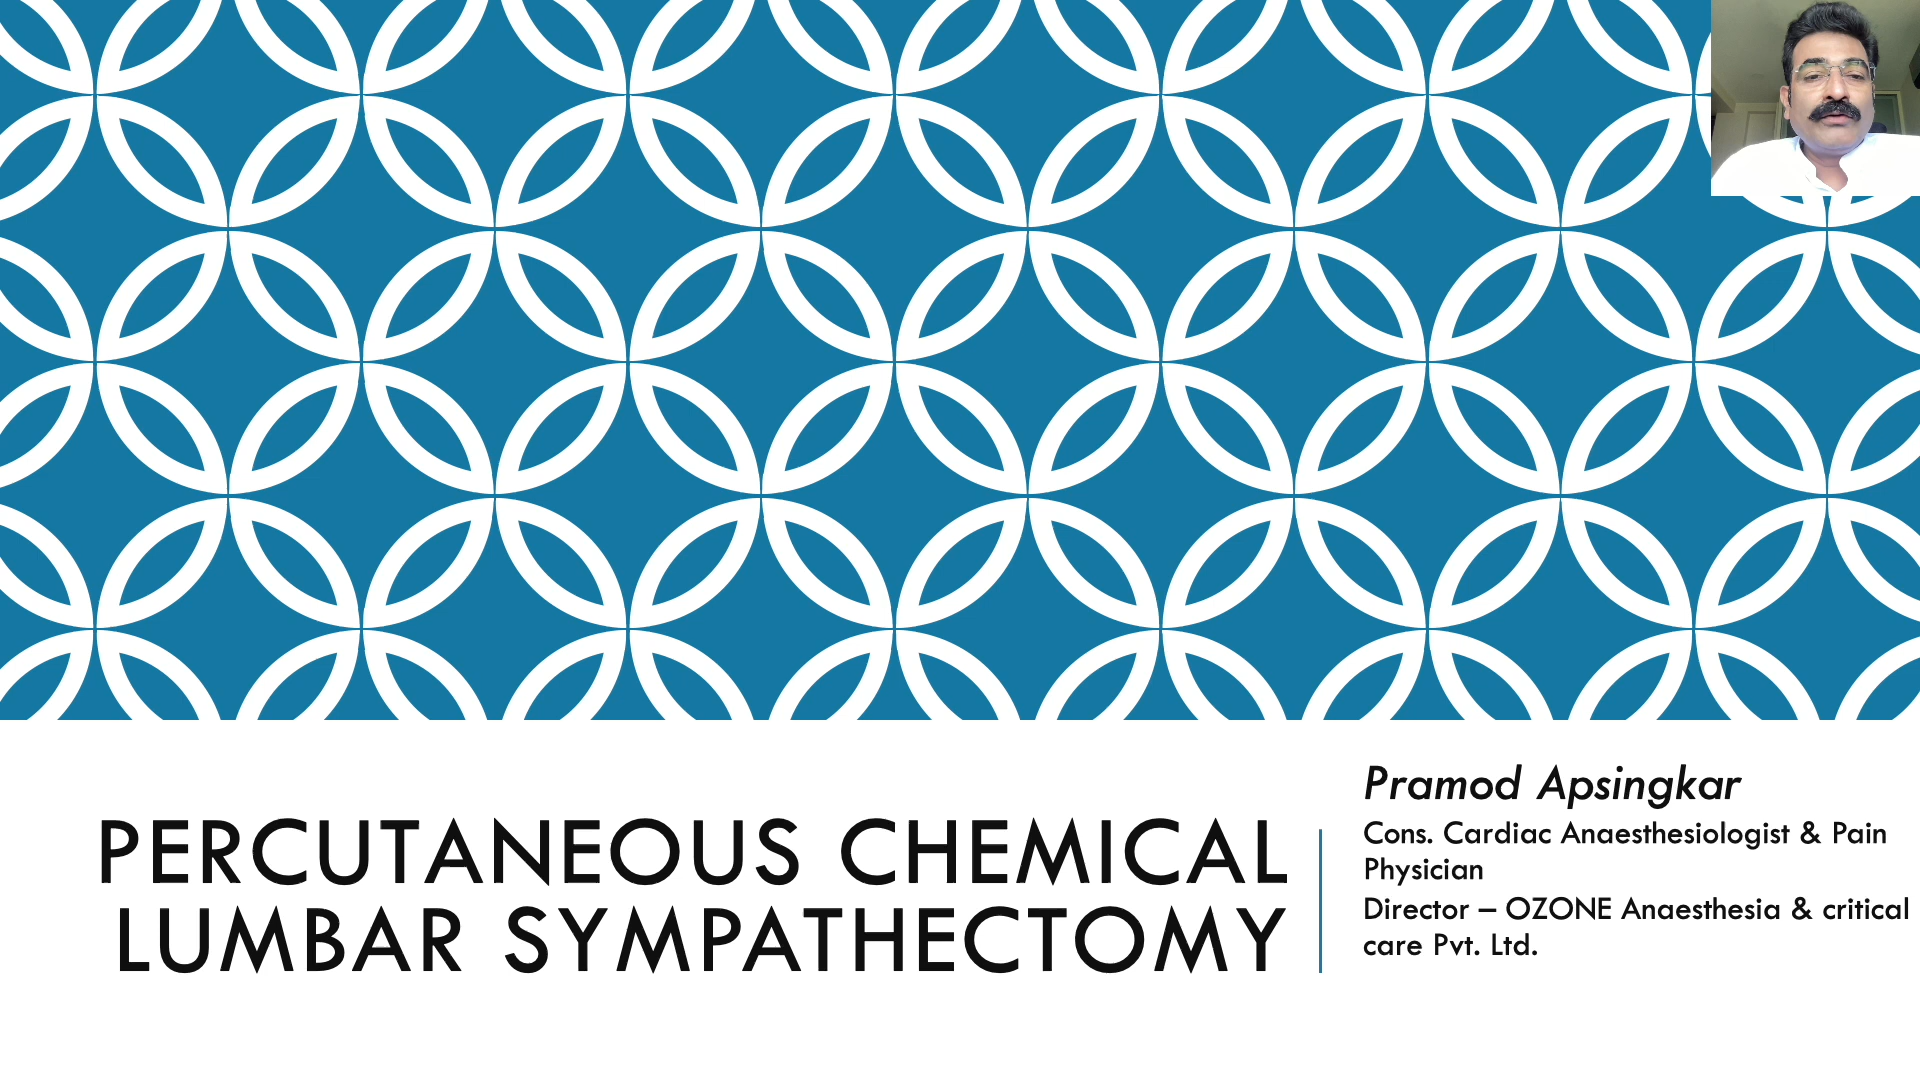 PERCUTANEOUS CHEMICAL
LUMBAR SYMPATHECTOMY
Pramod Apsingkar
Cons. Cardiac Anaesthesiologist & Pain
Physician
Director – OZONE Anaesthesia & critical
care Pvt. Ltd.